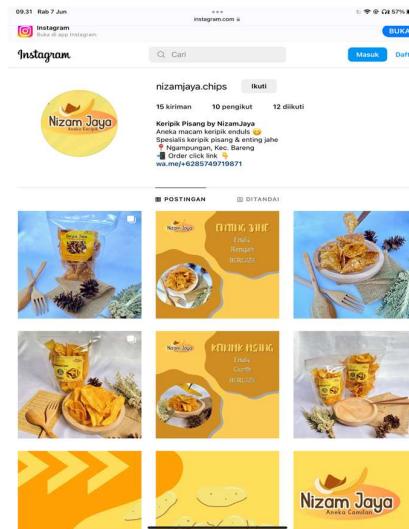 09.31 Rab 7 Jun
instagram.com
57%
Instagram
Buka di app Instagram
BUKA
Instagram
Cari
Masuk
Daft
nizamjaya.chips
Ikuti
15 kiriman 10 pengikut 12 diikuti
Keripik Pisang by NizamJaya
Aneka macam keripik enduls
Spesialis keripik pisang & enting jahe
Ngampungan, Kec. Bareng
Order click link
wa.me/+6285749719871
Nizam Jaya
Aneka Keripik
POSTINGAN
DITANDAI
Nizam Jaya
ENTING JAHE
Nizam Jaya
Nizam Jaya
Aneka Camilan